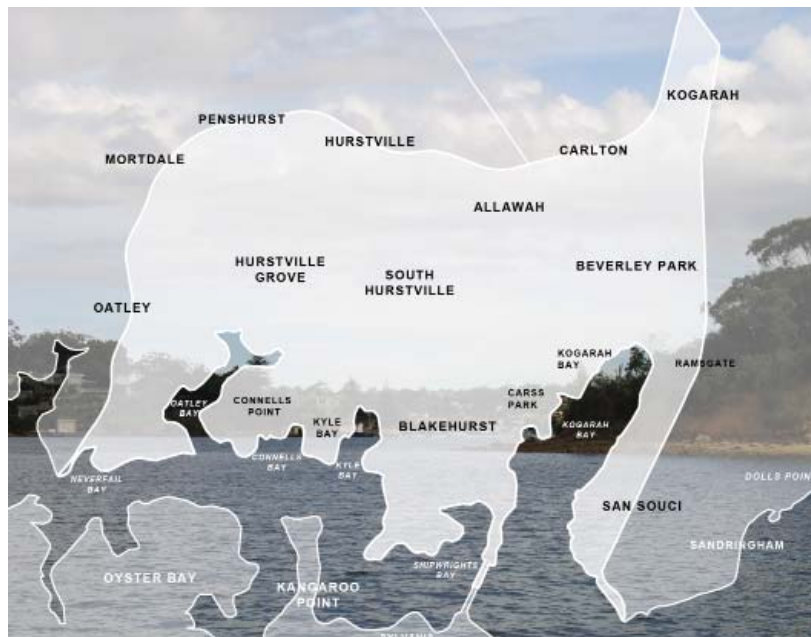 KOGARAH
PENSHURST
HURSTVILLE
MORTDALE
CARLTON
ALLAWAH
HURSTVILLE
GROVE
SOUTH
HURSTVILLE
BEVERLEY PARK
OATLEY
KOGARAH
BAY
RAMSGATE
OATLEY
BAY
CONNELLS
POINT
CARSS
PARK
KYLE
BAY
BLAKEHURST
KOGARAH
BAY
CONNELLS
BAY
KYLE
BAY
NEVERFAIL
BAY
DOLLS POIN
SAN SOUCI
SANDRINGHAM
SHIPWRIGHTS
BAY
OYSTER BAY
KANGAROO
POINT
SYLVANIA